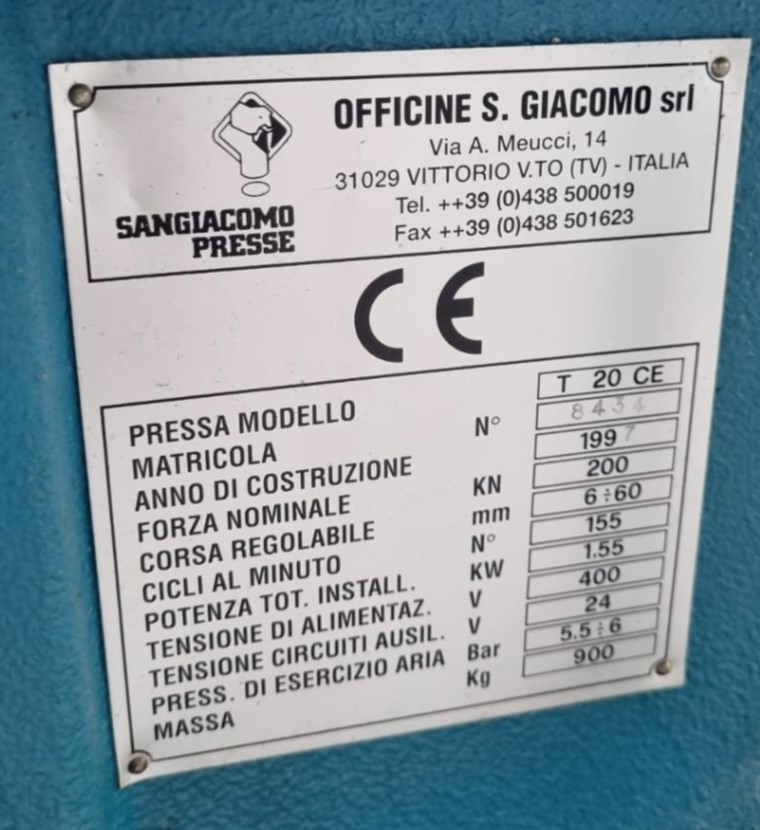 OFFICINE S. GIACOMO srl
Via A. Meucci, 14
31029 VITTORIO V.TO (TV) - ITALIA
Tel. ++39 (0)438 500019
Fax ++39 (0)438 501623
SANGIACOMO
PRESSE
CE
PRESSA MODELLO T 20 CE
MATRICOLA N° 8434
ANNO DI COSTRUZIONE 1997
FORZA NOMINALE KN 200
CORSA REGOLABILE mm 6÷60
CICLI AL MINUTO N° 155
POTENZA TOT. INSTALL. KW 1.55
TENSIONE DI ALIMENTAZ. V 400
TENSIONE CIRCUITI AUSIL. V 24
PRESS. DI ESERCIZIO ARIA Bar 5.5÷6
MASSA Kg 900